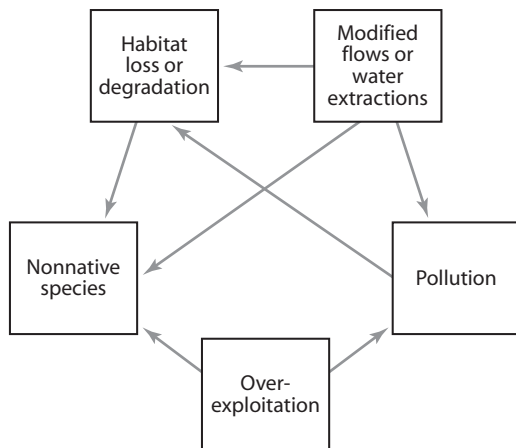 Habitat
loss or
degradation
Modified
flows or
water
extractions
Nonnative
species
Pollution
Over-
exploitation